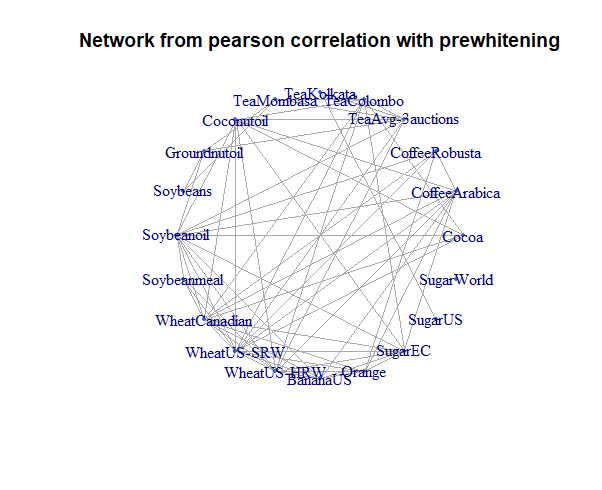 Network from pearson correlation with prewhitening
TeaKolkata
TeaMombasa
TeaColombo
Coconutoil
TeaAvg-3auctions
Groundnutoil
CoffeeRobusta
Soybeans
CoffeeArabica
Soybeanoil
Cocoa
Soybeanmeal
SugarWorld
WheatCanadian
SugarUS
WheatUS-SRW
SugarEC
WheatUS-HRW
Orange
BananaUS